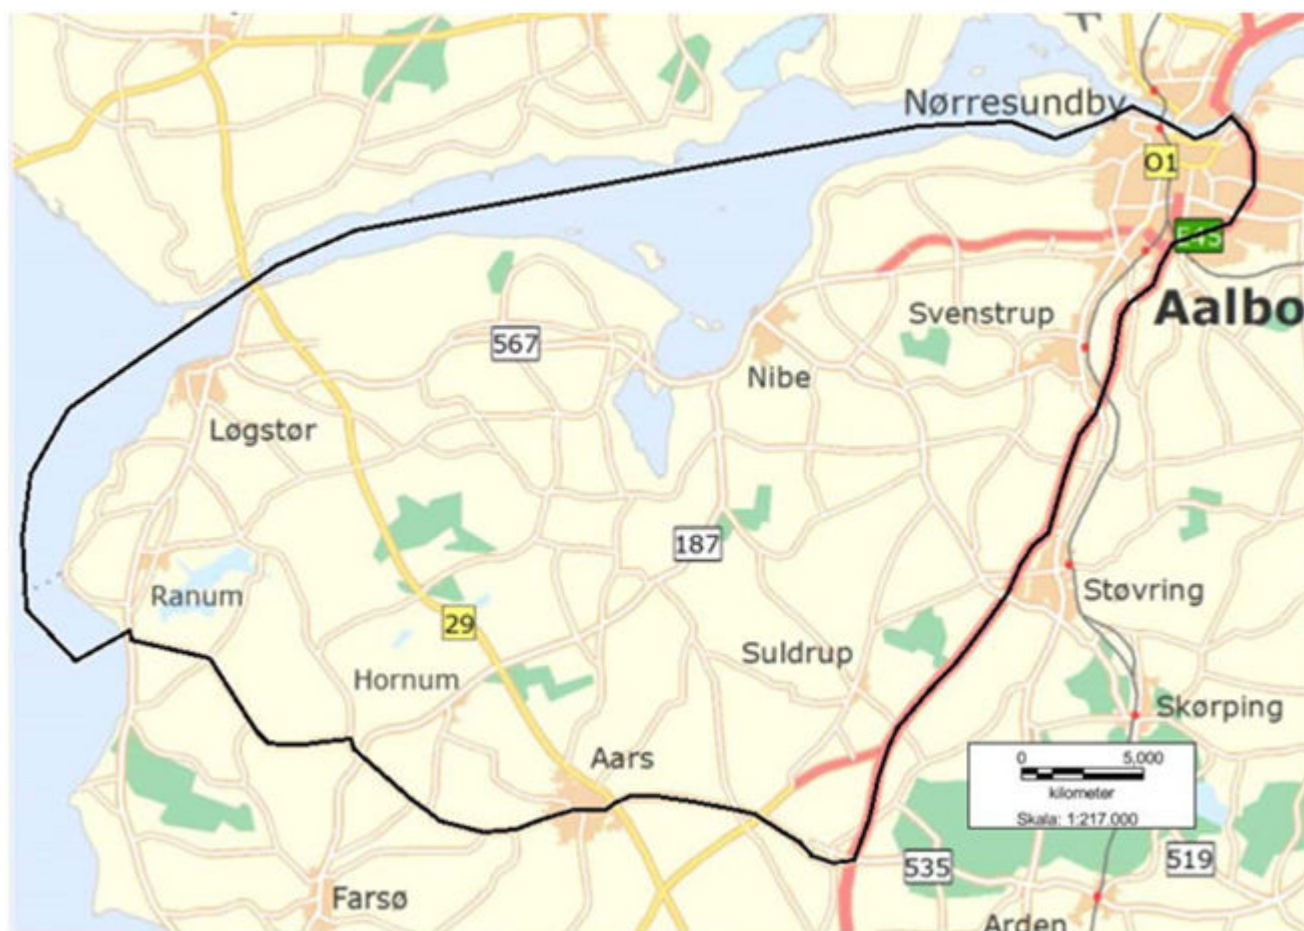 Nørresundby
O1
E45
Aalbo
Svenstrup
567
Nibe
Løgstør
187
Ranum
Støvring
29
Suldrup
Hornum
Skørping
Aars
0 5,000
kilometer
Skala: 1:217.000
535
519
Farsø
Arden